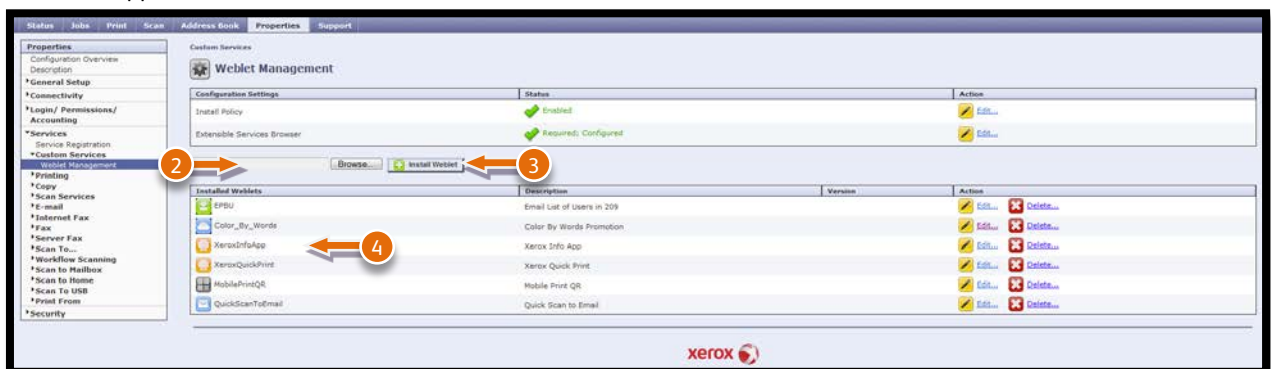 Status Jobs Print Scan Address Book Properties Support
Properties
Configuration Overview
Description
General Setup
Connectivity
Login/ Permissions/
Accounting
Services
Service Registration
Custom Services
Weblet Management
Printing
Copy
Scan Services
E-mail
Internet Fax
Fax
Server Fax
Scan To...
Workflow Scanning
Scan to Mailbox
Scan to Home
Scan To USB
Print From
Security
Custom Services
Weblet Management
Configuration Settings Status Action
Install Policy Enabled Edit...
Extensible Services Browser Required; Configured Edit...
2 Browse... Install Weblet 3
Installed Weblets Description Version Action
EPBU Email List of Users in 209 Edit... Delete...
Color_By_Words Color By Words Promotion Edit... Delete...
XeroxInfoApp 4 Xerox Info App Edit... Delete...
XeroxQuickPrint Xerox Quick Print Edit... Delete...
MobilePrintQR Mobile Print QR Edit... Delete...
QuickScanToEmail Quick Scan to Email Edit... Delete...
xerox